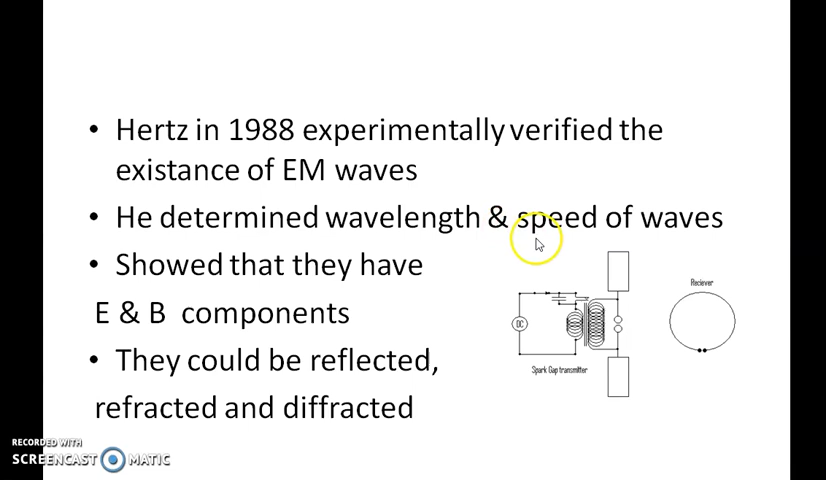 • Hertz in 1988 experimentally verified the
existance of EM waves
• He determined wavelength & speed of waves
• Showed that they have
E & B components
• They could be reflected,
refracted and diffracted
Reciever
DC
Spark Gap transmitter
RECORDED WITH
SCREENCAST MATIC